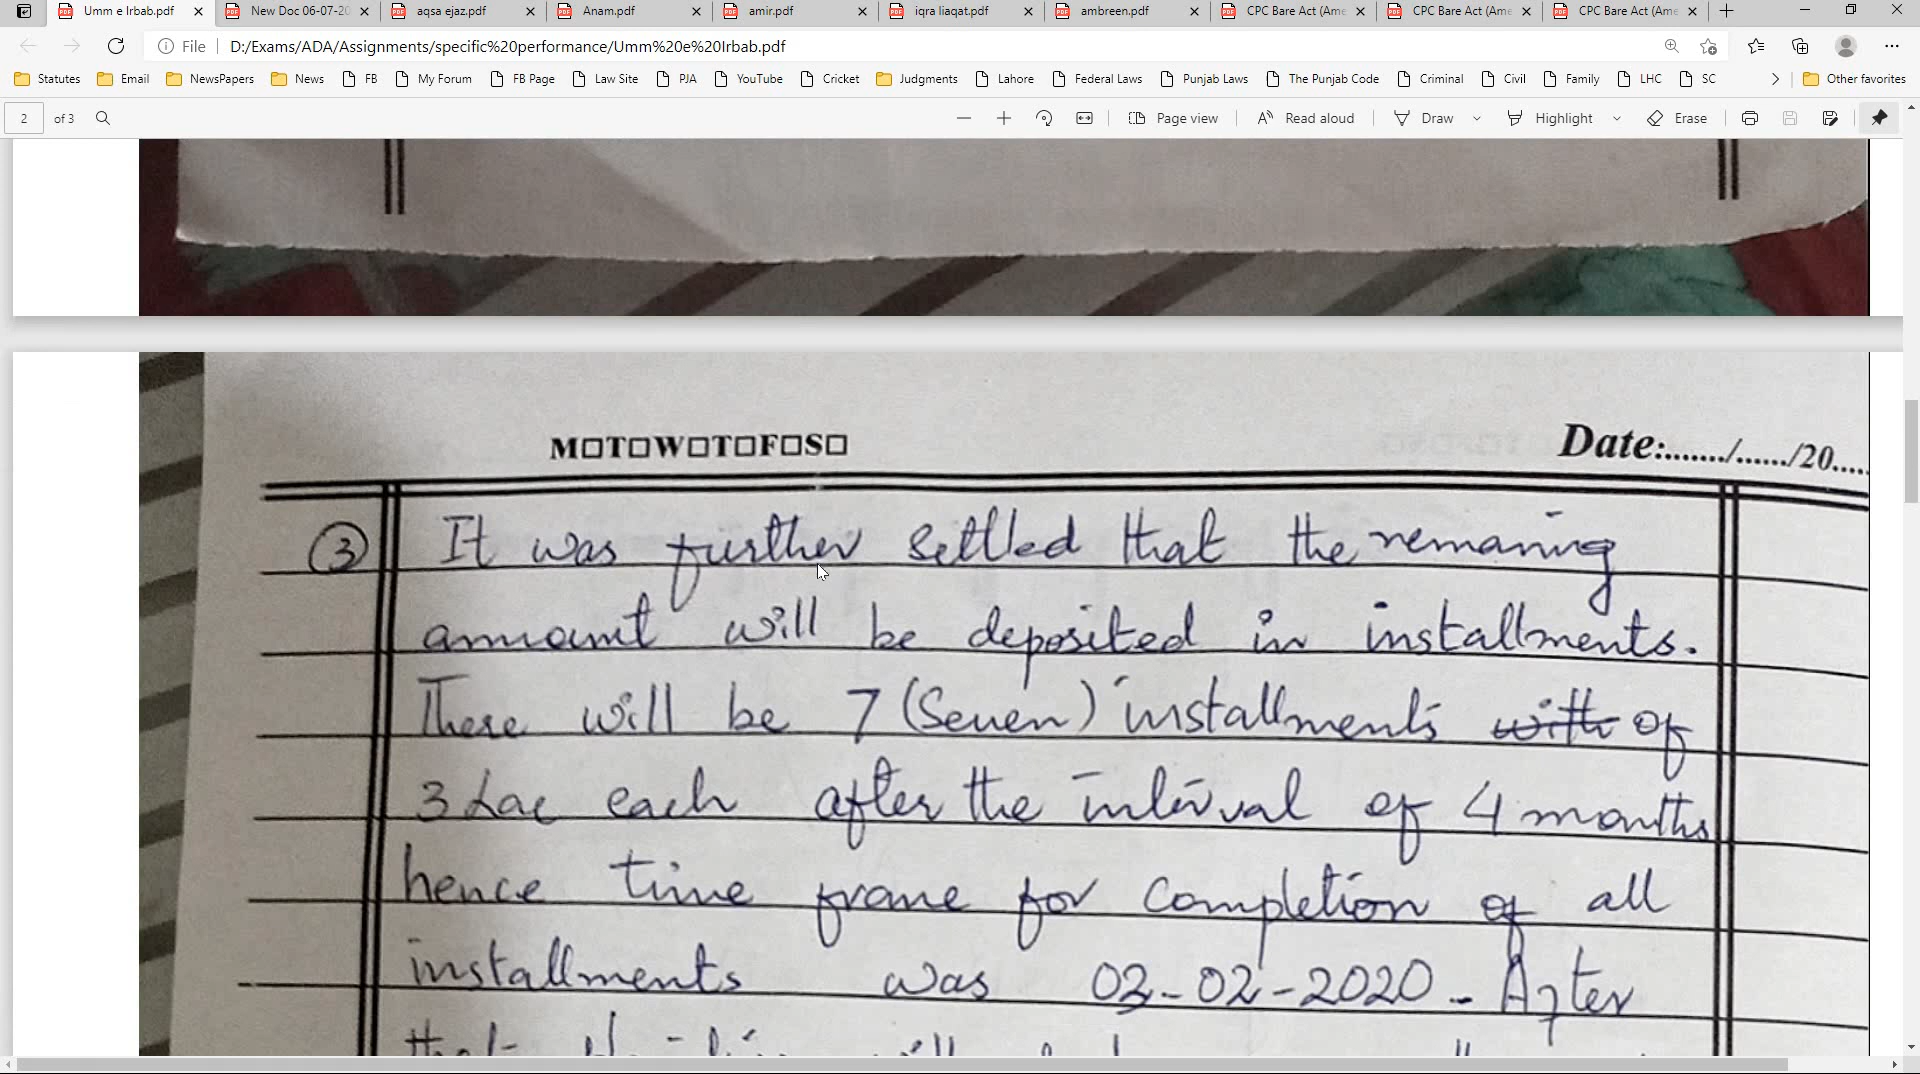 Umm e Irbab.pdf
New Doc 06-07-20
aqsa ejaz.pdf
Anam.pdf
amir.pdf
iqra liaqat.pdf
ambreen.pdf
CPC Bare Act (Ame
CPC Bare Act (Ame
CPC Bare Act (Ame
File D:/Exams/ADA/Assignments/specific%20performance/Umm%20e%20Irbab.pdf
Statutes Email NewsPapers News FB My Forum FB Page Law Site PJA YouTube Cricket Judgments Lahore Federal Laws Punjab Laws The Punjab Code Criminal Civil Family LHC SC Other favorites
2 of 3 Page view Read aloud Draw Highlight Erase
M□T□W□T□F□S□ Date:......./....../20.....
③ It was further settled that the remaning
amount will be deposited in installments.
There will be 7 (Seven) installments with of
3 Lac each after the interval of 4 months
hence time frame for completion of all
installments was 03-02-2020 - After